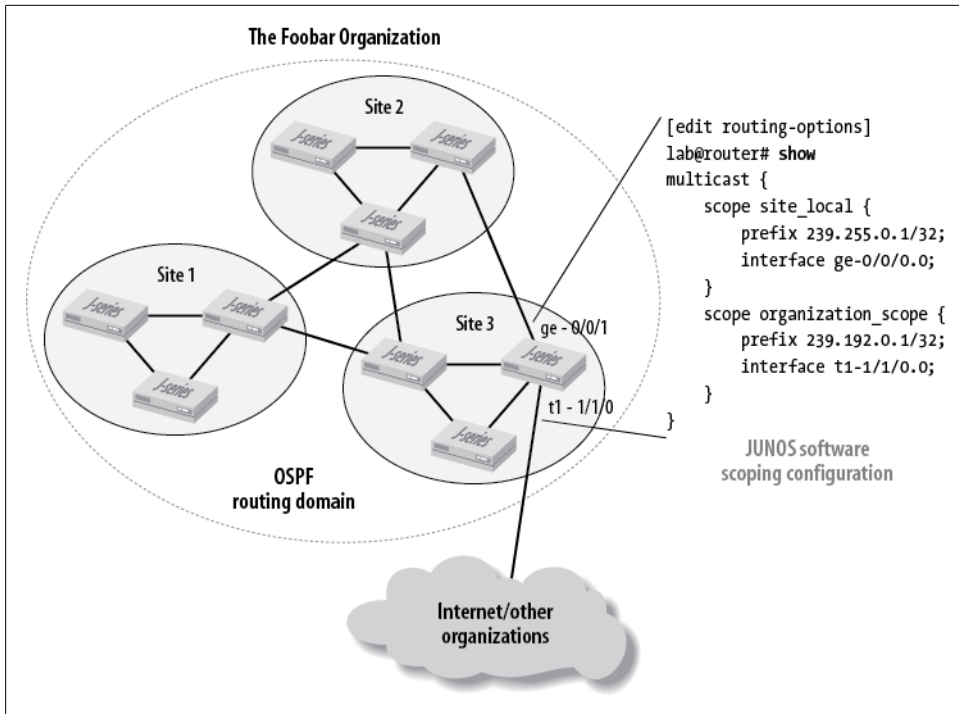 The Foobar Organization
Site 2
J-series
J-series
J-series
Site 1
J-series
J-series
J-series
Site 3
ge - 0/0/1
J-series
J-series
t1 - 1/1/0
J-series
OSPF
routing domain
Internet/other
organizations
[edit routing-options]
lab@router# show
multicast {
    scope site_local {
        prefix 239.255.0.1/32;
        interface ge-0/0/0.0;
    }
    scope organization_scope {
        prefix 239.192.0.1/32;
        interface t1-1/1/0.0;
    }
}
JUNOS software
scoping configuration